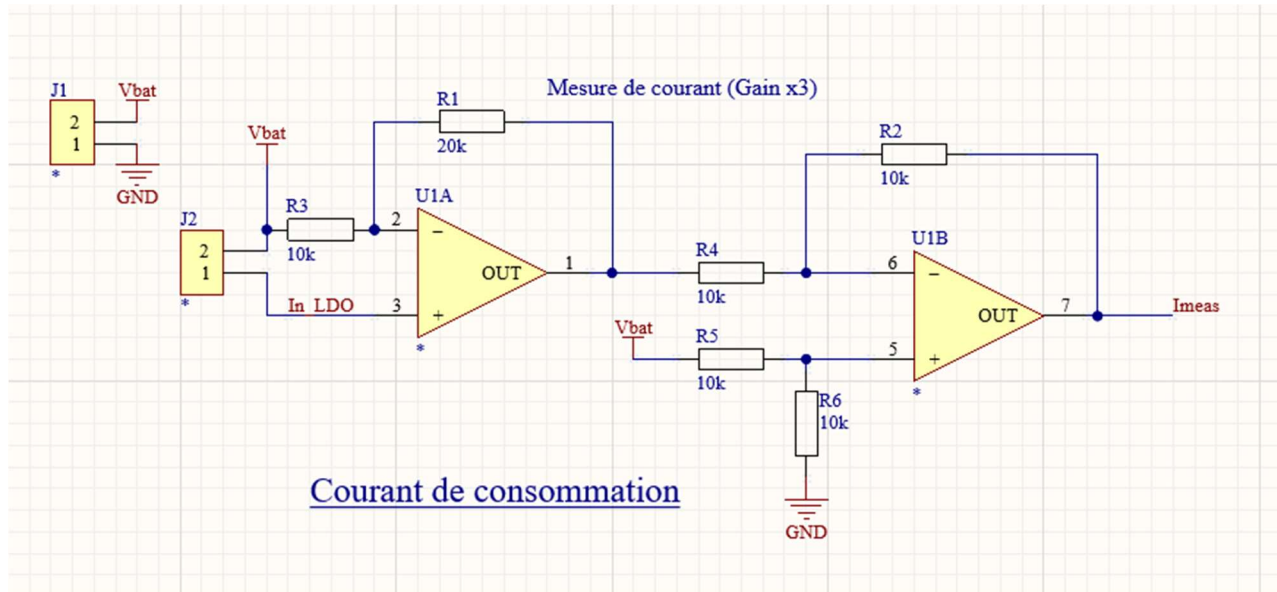 Mesure de courant (Gain x3)
J1
Vbat
2
1
*
GND
Vbat
R1
20k
R2
10k
J2
2
1
*
R3
10k
In_LDO
U1A
2
3
−
+
OUT
1
*
R4
10k
Vbat
R5
10k
R6
10k
GND
U1B
6
5
−
+
OUT
7
*
Imeas
Courant de consommation